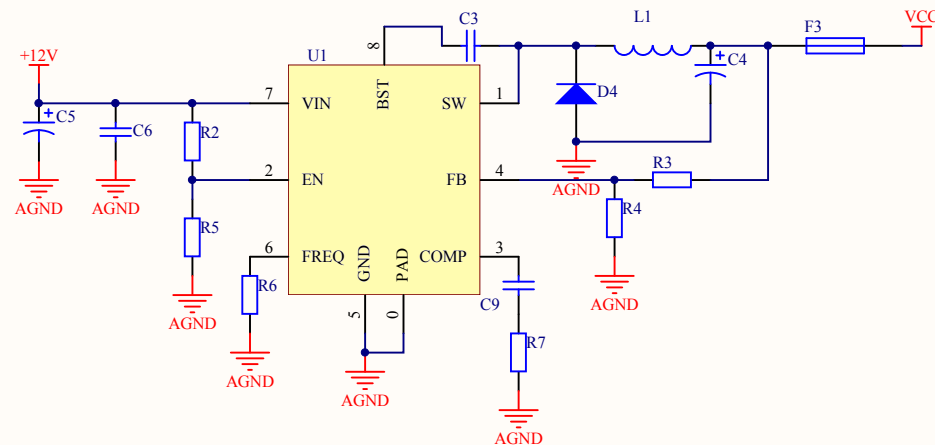 C3
L1
VCC
+12V
U1
8
F3
C4
BST
7
VIN
SW
1
D4
C5
C6
R2
2
EN
FB
4
AGND
R3
AGND
AGND
R4
R5
6
FREQ
GND
PAD
COMP
3
AGND
R6
C9
AGND
5
0
R7
AGND
AGND
AGND